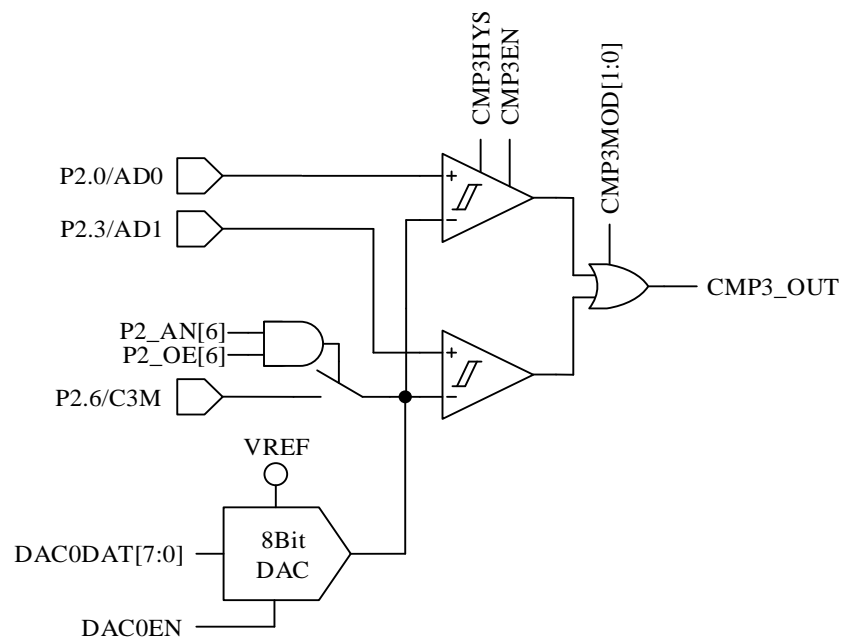 CMP3HYS
CMP3EN
CMP3MOD[1:0]
P2.0/AD0
+
P2.3/AD1
−
CMP3_OUT
P2_AN[6]
P2_OE[6]
+
P2.6/C3M
−
VREF
DAC0DAT[7:0]
8Bit
DAC
DAC0EN